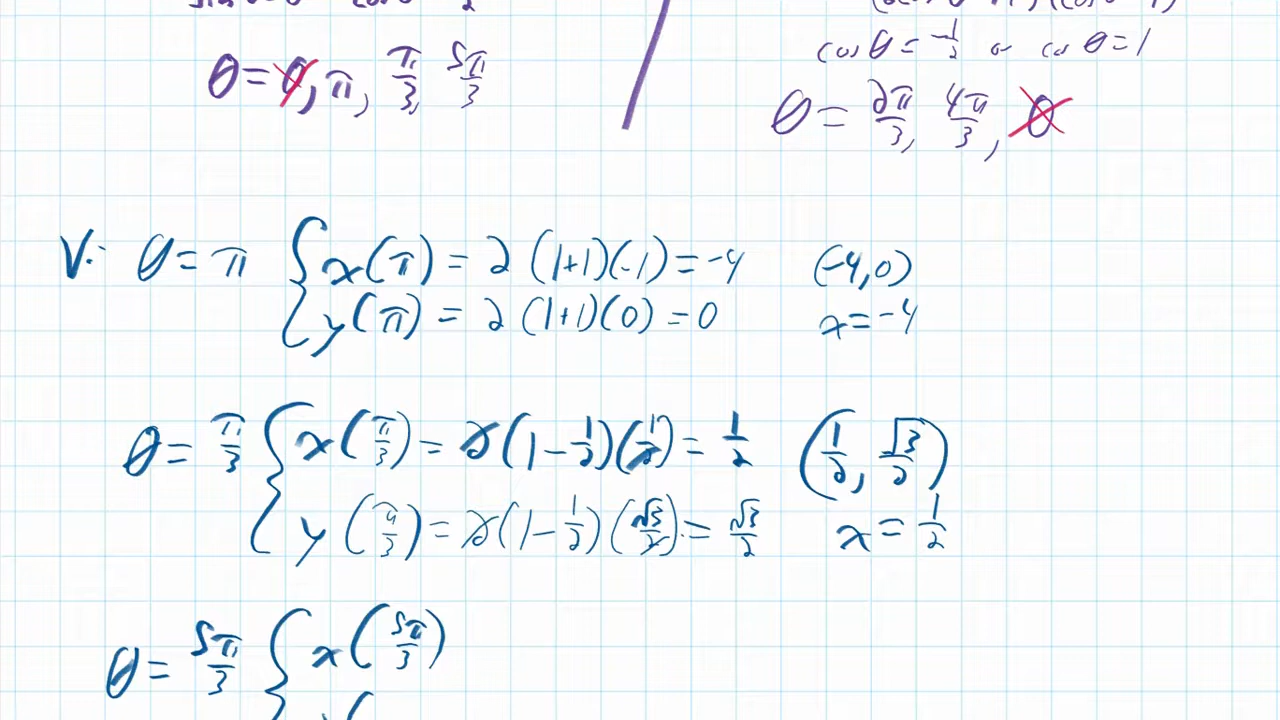 θ = 0, π, π/3, 5π/3
cos θ = -1/2 or cos θ = 1
θ = 2π/3, 4π/3, 0
V: θ = π { x(π) = 2(1+1)(-1) = -4 (-4,0)
y(π) = 2(1+1)(0) = 0 x = -4
θ = π/3 { x(π/3) = 2(1-1/2)(1/2) = 1/2 (1/2, √3/2)
y(π/3) = 2(1-1/2)(√3/2) = √3/2 x = 1/2
θ = 5π/3 { x(5π/3)